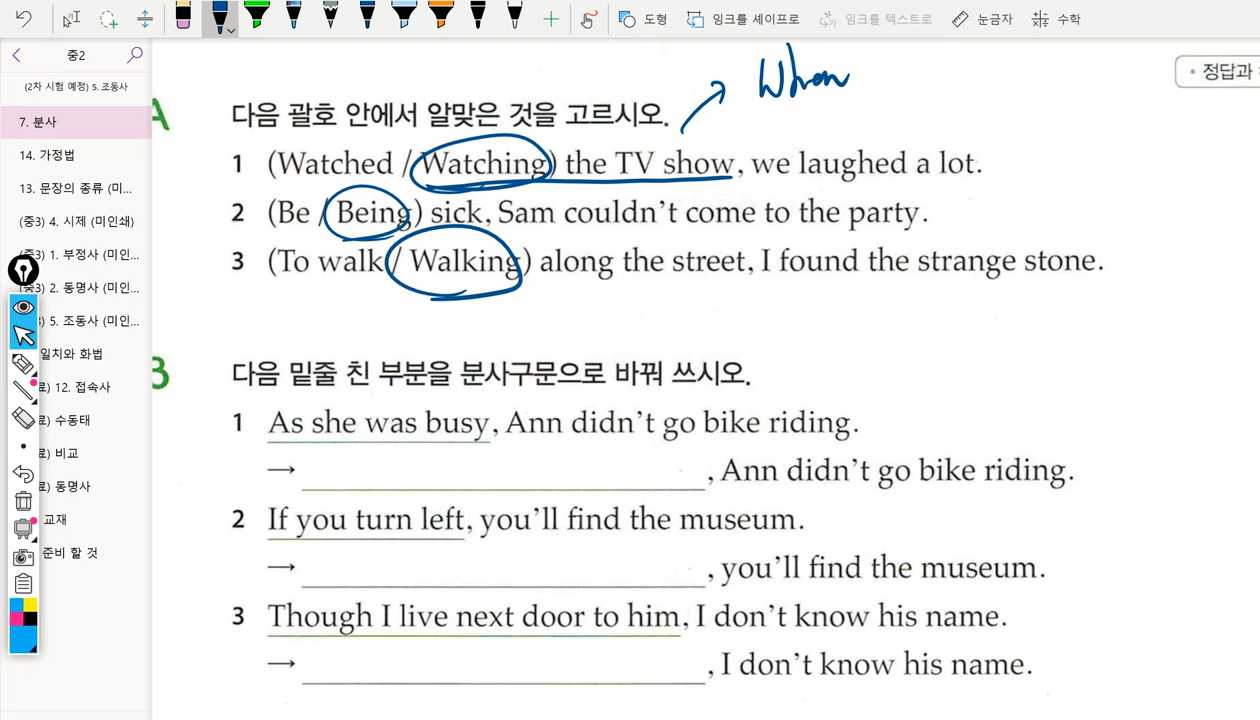 도형
잉크를 셰이프로
잉크를 텍스트로
눈금자
수학
중2
(2차 시험 예정) 5. 조동사
7. 분사
14. 가정법
13. 문장의 종류 (미...
(중3) 4. 시제 (미인쇄)
3) 1. 부정사 (미인...
3) 2. 동명사 (미인...
) 5. 조동사 (미인...
일치와 화법
) 12. 접속사
) 수동태
) 비교
) 동명사
교재
준비 할 것
• 정답과
When
A 다음 괄호 안에서 알맞은 것을 고르시오.
1 (Watched / Watching) the TV show, we laughed a lot.
2 (Be / Being) sick, Sam couldn't come to the party.
3 (To walk / Walking) along the street, I found the strange stone.
B 다음 밑줄 친 부분을 분사구문으로 바꿔 쓰시오.
1 As she was busy, Ann didn't go bike riding.
→ , Ann didn't go bike riding.
2 If you turn left, you'll find the museum.
→ , you'll find the museum.
3 Though I live next door to him, I don't know his name.
→ , I don't know his name.